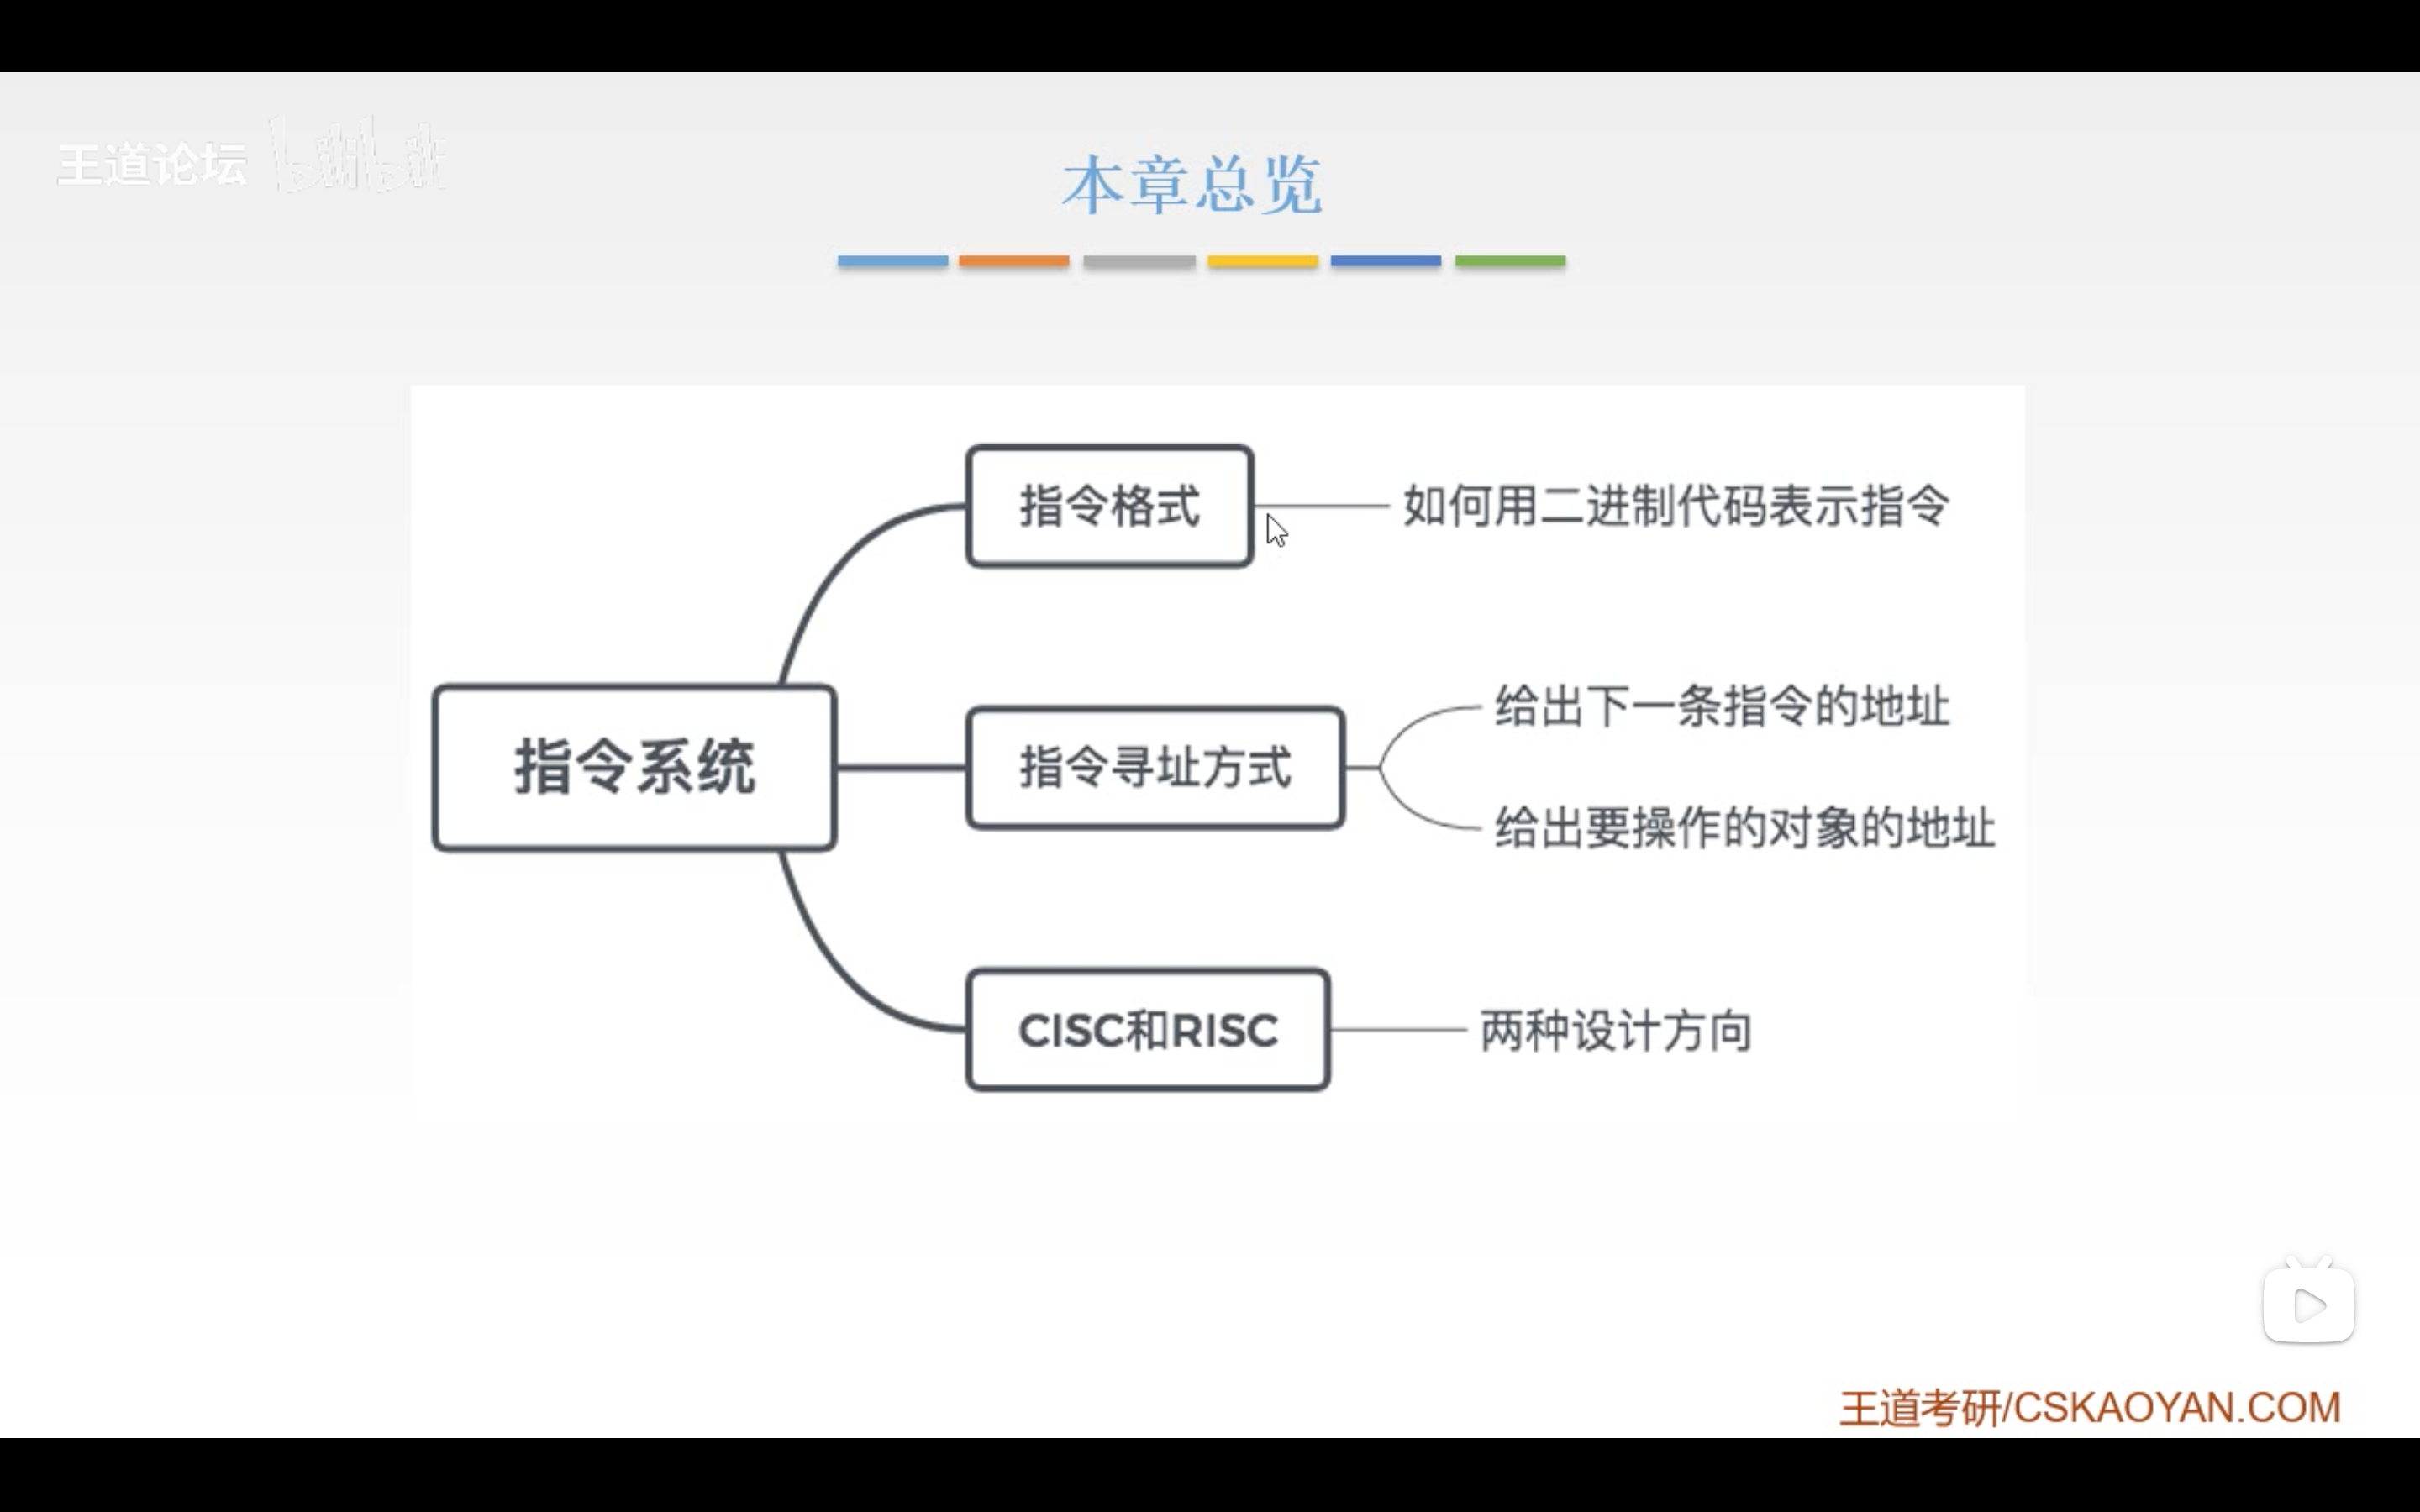 王道论坛 bilibili
本章总览
指令格式
如何用二进制代码表示指令
指令系统
指令寻址方式
给出下一条指令的地址
给出要操作的对象的地址
CISC和RISC
两种设计方向
王道考研/CSKAOYAN.COM